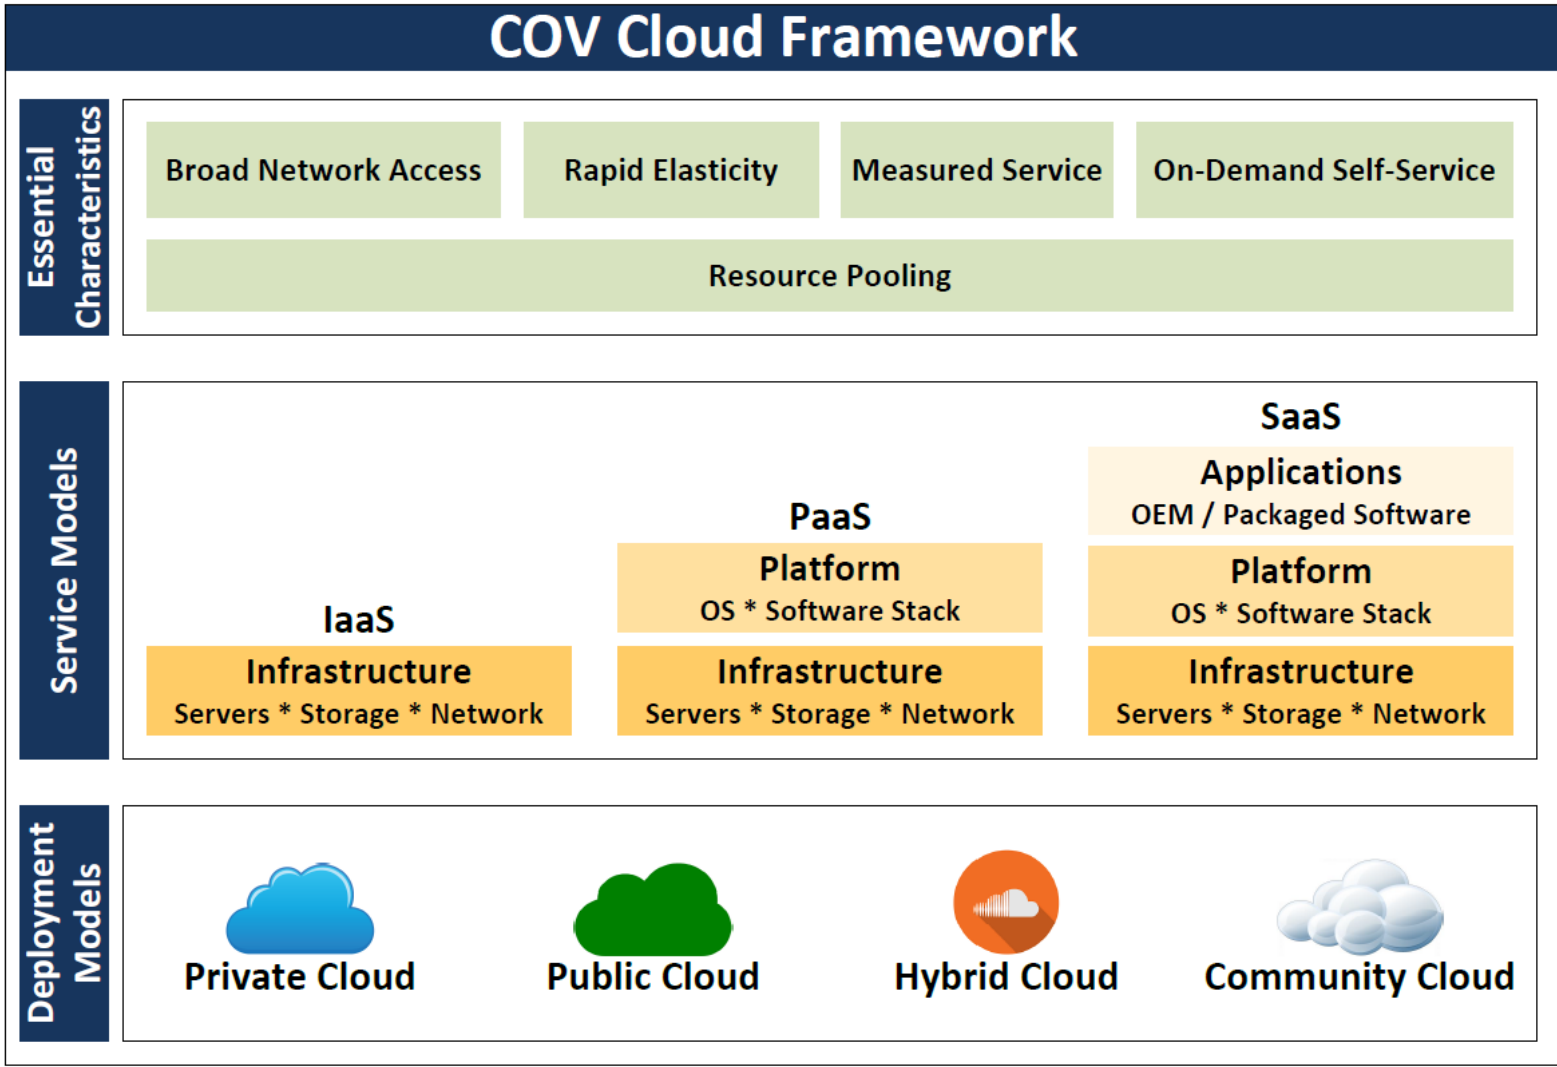 COV Cloud Framework
Essential
Characteristics
Broad Network Access
Rapid Elasticity
Measured Service
On-Demand Self-Service
Resource Pooling
Service Models
IaaS
Infrastructure
Servers * Storage * Network
PaaS
Platform
OS * Software Stack
Infrastructure
Servers * Storage * Network
SaaS
Applications
OEM / Packaged Software
Platform
OS * Software Stack
Infrastructure
Servers * Storage * Network
Deployment
Models
Private Cloud
Public Cloud
Hybrid Cloud
Community Cloud